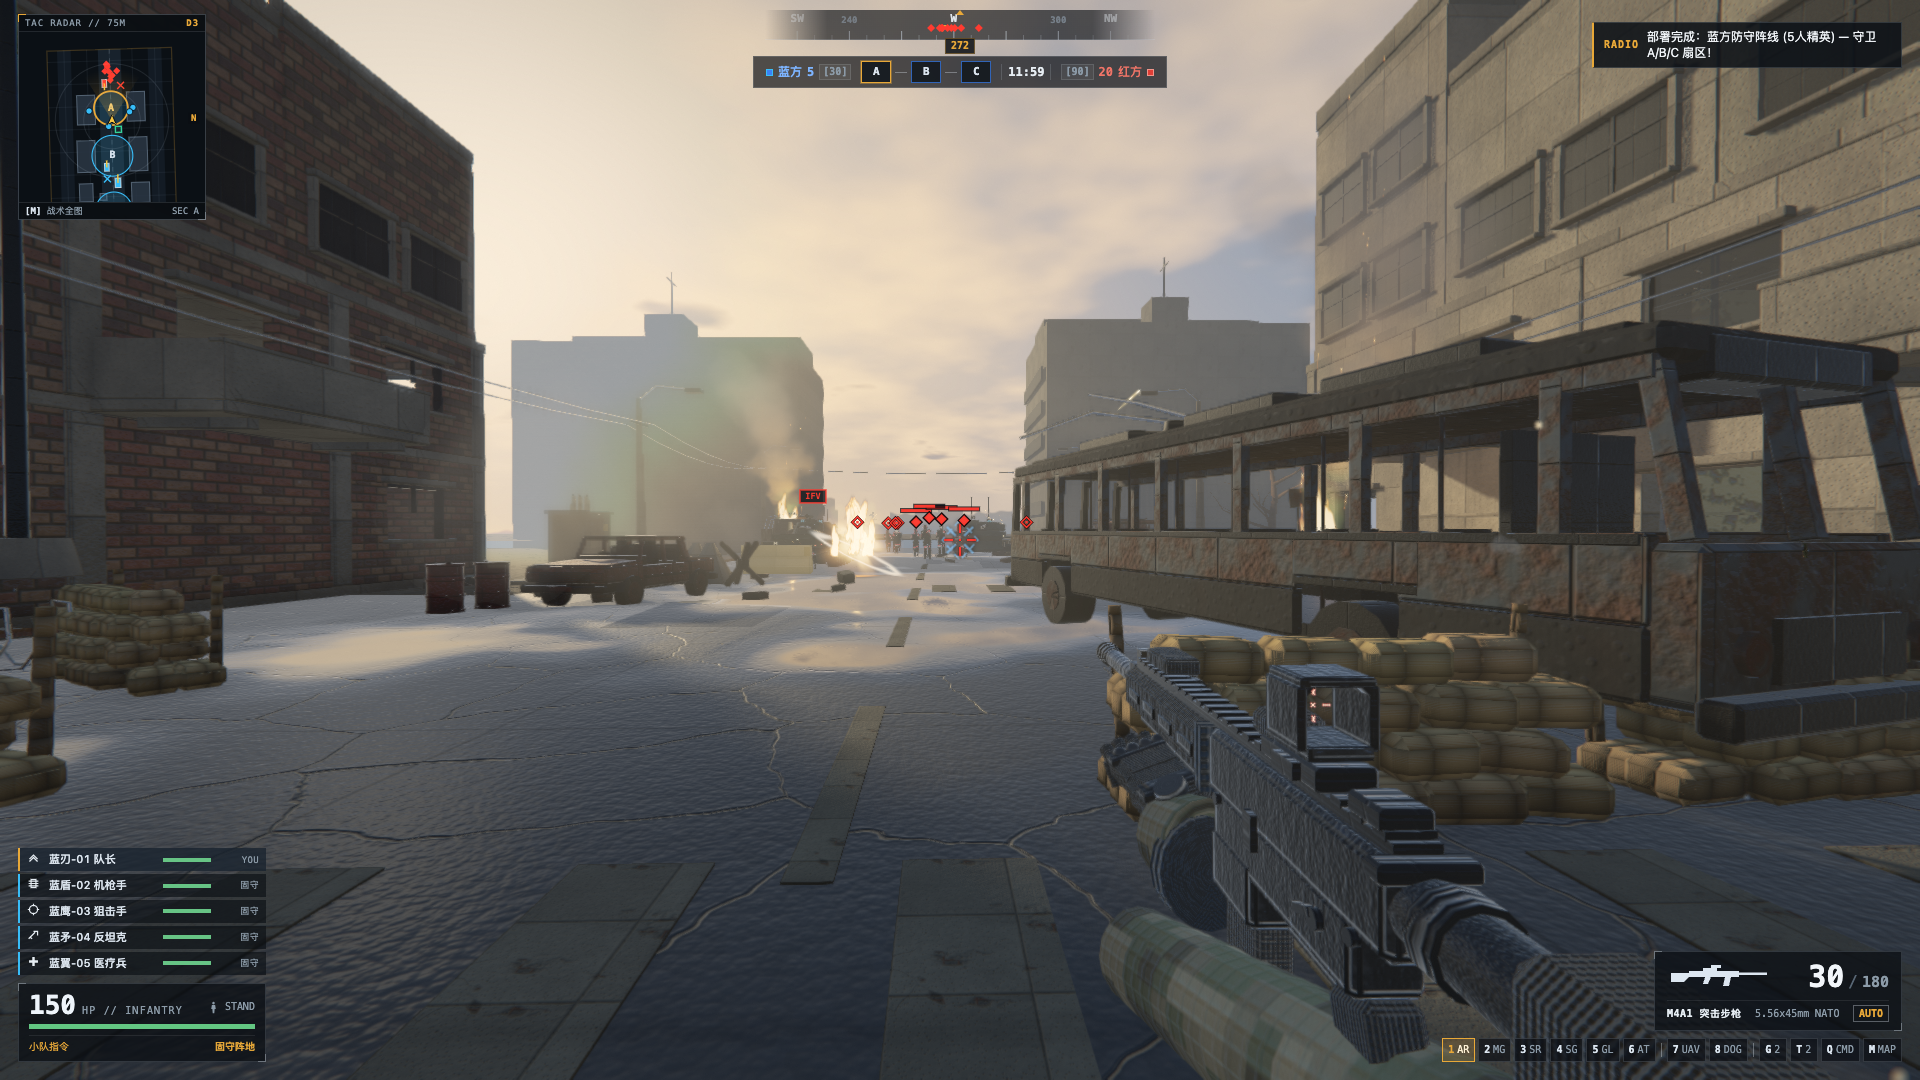 TAC RADAR // 75M D3
A
B
N
[M] 战术全图 SEC A
SW 240 W 300 NW
272
蓝方 5 [30] A B C 11:59 [90] 20 红方
RADIO 部署完成: 蓝方防守阵线 (5人精英) — 守卫
A/B/C 扇区!
IFV
蓝刃-01 队长 YOU
蓝盾-02 机枪手 固守
蓝鹰-03 狙击手 固守
蓝矛-04 反坦克 固守
蓝翼-05 医疗兵 固守
150 HP // INFANTRY STAND
小队指令 固守阵地
30 / 180
M4A1 突击步枪 5.56x45mm NATO AUTO
1 AR 2 MG 3 SR 4 SG 5 GL 6 AT 7 UAV 8 DOG G 2 T 2 Q CMD M MAP